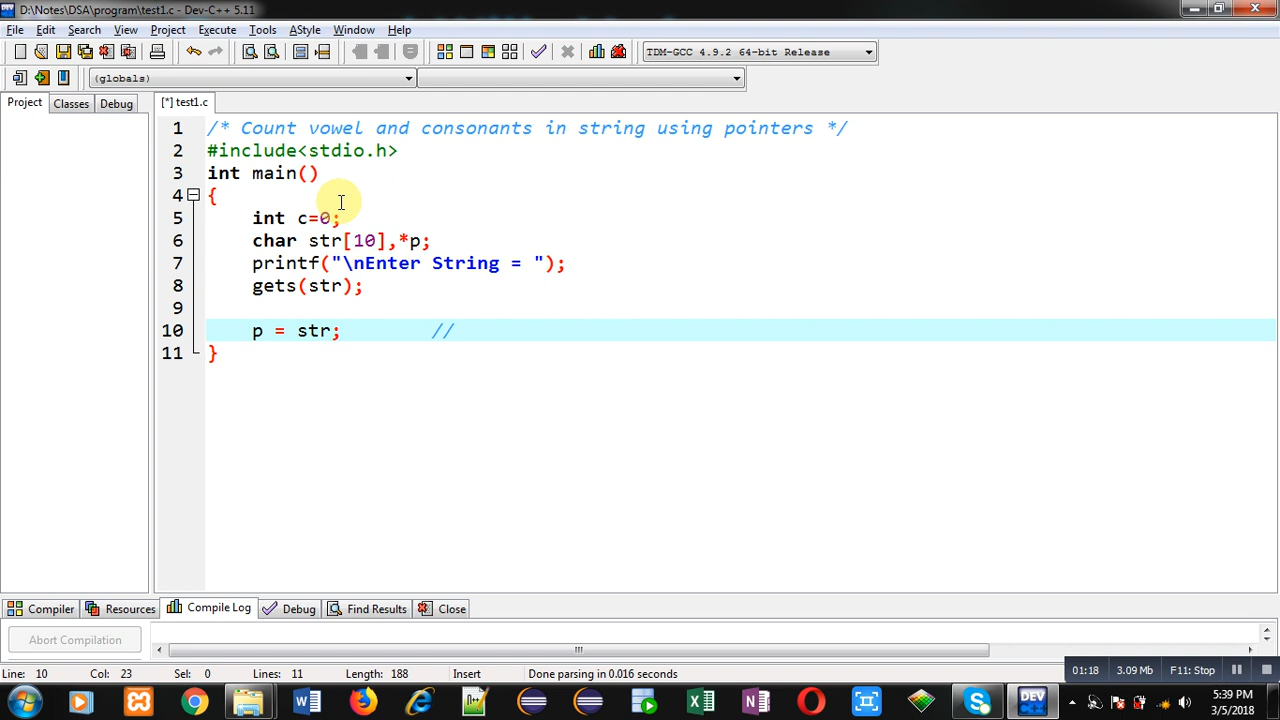 D:\Notes\DSA\program\test1.c - Dev-C++ 5.11
File Edit Search View Project Execute Tools AStyle Window Help
TDM-GCC 4.9.2 64-bit Release
(globals)
Project Classes Debug [*] test1.c
1 /* Count vowel and consonants in string using pointers */
2 #include<stdio.h>
3 int main()
4 {
5 int c=0;
6 char str[10],*p;
7 printf("\nEnter String = ");
8 gets(str);
9
10 p = str; //
11 }
Compiler Resources Compile Log Debug Find Results Close
Abort Compilation
Line: 10 Col: 23 Sel: 0 Lines: 11 Length: 188 Insert Done parsing in 0.016 seconds
01:18 3.09 Mb F11: Stop
DEV
5:39 PM
3/5/2018